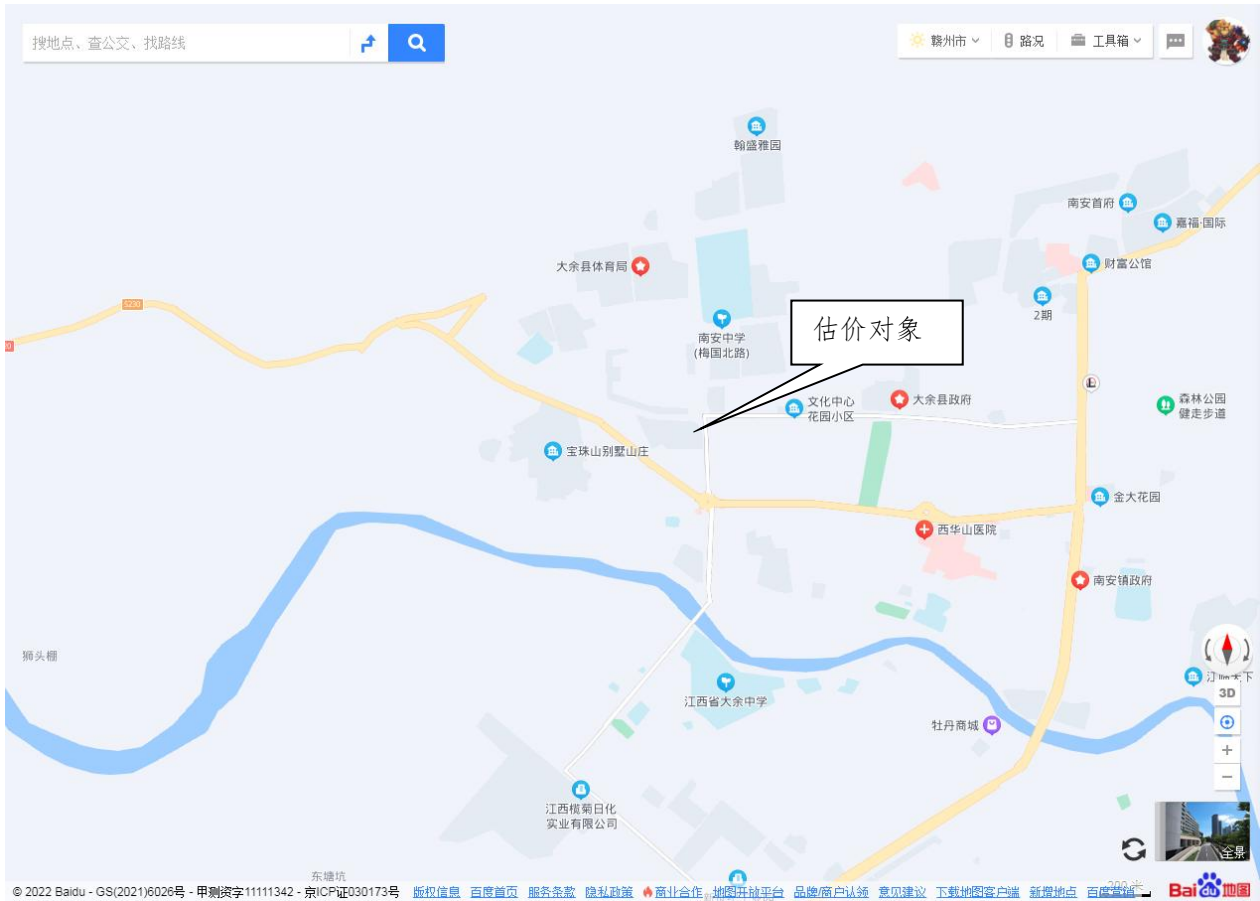 搜地点、查公交、找路线
赣州市
路况
工具箱
翰盛雅园
南安首府
嘉福·国际
大余县体育局
财富公馆
S230
2期
南安中学
(梅国北路)
估价对象
文化中心
花园小区
大余县政府
森林公园
健走步道
宝珠山别墅山庄
金大花园
西华山医院
南安镇政府
狮头棚
3D
江西省大余中学
牡丹商城
江西榄菊日化
实业有限公司
全景
东塘坑
200 米
© 2022 Baidu - GS(2021)6026号 - 甲测资字11111342 - 京ICP证030173号 版权信息 百度首页 服务条款 隐私政策 商业合作 地图开放平台 品牌/商户认领 意见建议 下载地图客户端 新增地点 百度营销
Bai du 地图